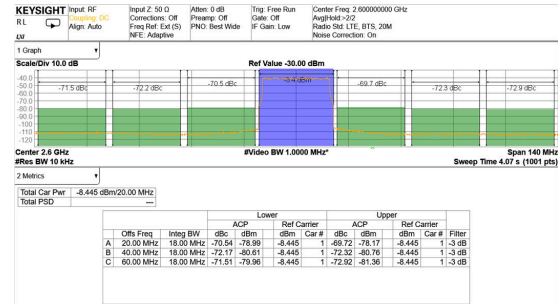 KEYSIGHT Input: RF Input Z: 50 Ω Atten: 0 dB Trig: Free Run Center Freq: 2.600000000 GHz
RL Coupling: DC Corrections: Off Preamp: Off Gate: Off Avg|Hold:>2/2
Align: Auto Freq Ref: Ext (S) PNO: Best Wide IF Gain: Low Radio Std: LTE, BTS, 20M
LXI NFE: Adaptive Noise Correction: On
1 Graph
Scale/Div 10.0 dB Ref Value -30.00 dBm
-40.0
-50.0
-60.0
-70.0
-80.0
-90.0
-100
-110
-120
-71.5 dBc -72.2 dBc -70.5 dBc -69.7 dBc -72.3 dBc -72.9 dBc
Center 2.6 GHz #Video BW 1.0000 MHz* Span 140 MHz
#Res BW 10 kHz Sweep Time 4.07 s (1001 pts)
2 Metrics
Total Car Pwr -8.445 dBm/20.00 MHz
Total PSD ---
Lower Upper
ACP Ref Carrier ACP Ref Carrier
Offs Freq Integ BW dBc dBm dBm Car # dBc dBm dBm Car # Filter
A 20.00 MHz 18.00 MHz -70.54 -78.99 -8.445 1 -69.72 -78.17 -8.445 1 -3 dB
B 40.00 MHz 18.00 MHz -72.17 -80.61 -8.445 1 -72.32 -80.76 -8.445 1 -3 dB
C 60.00 MHz 18.00 MHz -71.51 -79.96 -8.445 1 -72.92 -81.36 -8.445 1 -3 dB